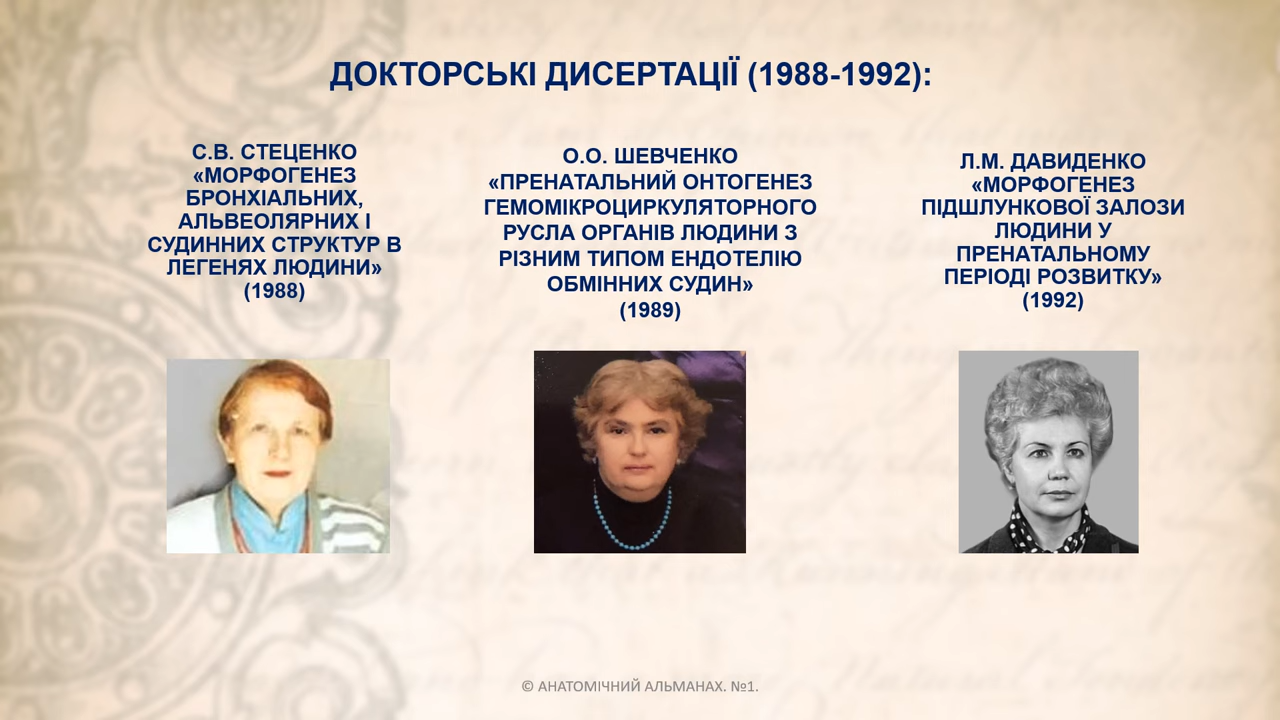 ДОКТОРСЬКІ ДИСЕРТАЦІЇ (1988-1992):
С.В. СТЕЦЕНКО
«МОРФОГЕНЕЗ
БРОНХІАЛЬНИХ,
АЛЬВЕОЛЯРНИХ І
СУДИННИХ СТРУКТУР В
ЛЕГЕНЯХ ЛЮДИНИ»
(1988)
О.О. ШЕВЧЕНКО
«ПРЕНАТАЛЬНИЙ ОНТОГЕНЕЗ
ГЕМОМІКРОЦИРКУЛЯТОРНОГО
РУСЛА ОРГАНІВ ЛЮДИНИ З
РІЗНИМ ТИПОМ ЕНДОТЕЛІЮ
ОБМІННИХ СУДИН»
(1989)
Л.М. ДАВИДЕНКО
«МОРФОГЕНЕЗ
ПІДШЛУНКОВОЇ ЗАЛОЗИ
ЛЮДИНИ У
ПРЕНАТАЛЬНОМУ
ПЕРІОДІ РОЗВИТКУ»
(1992)
© АНАТОМІЧНИЙ АЛЬМАНАХ. №1.